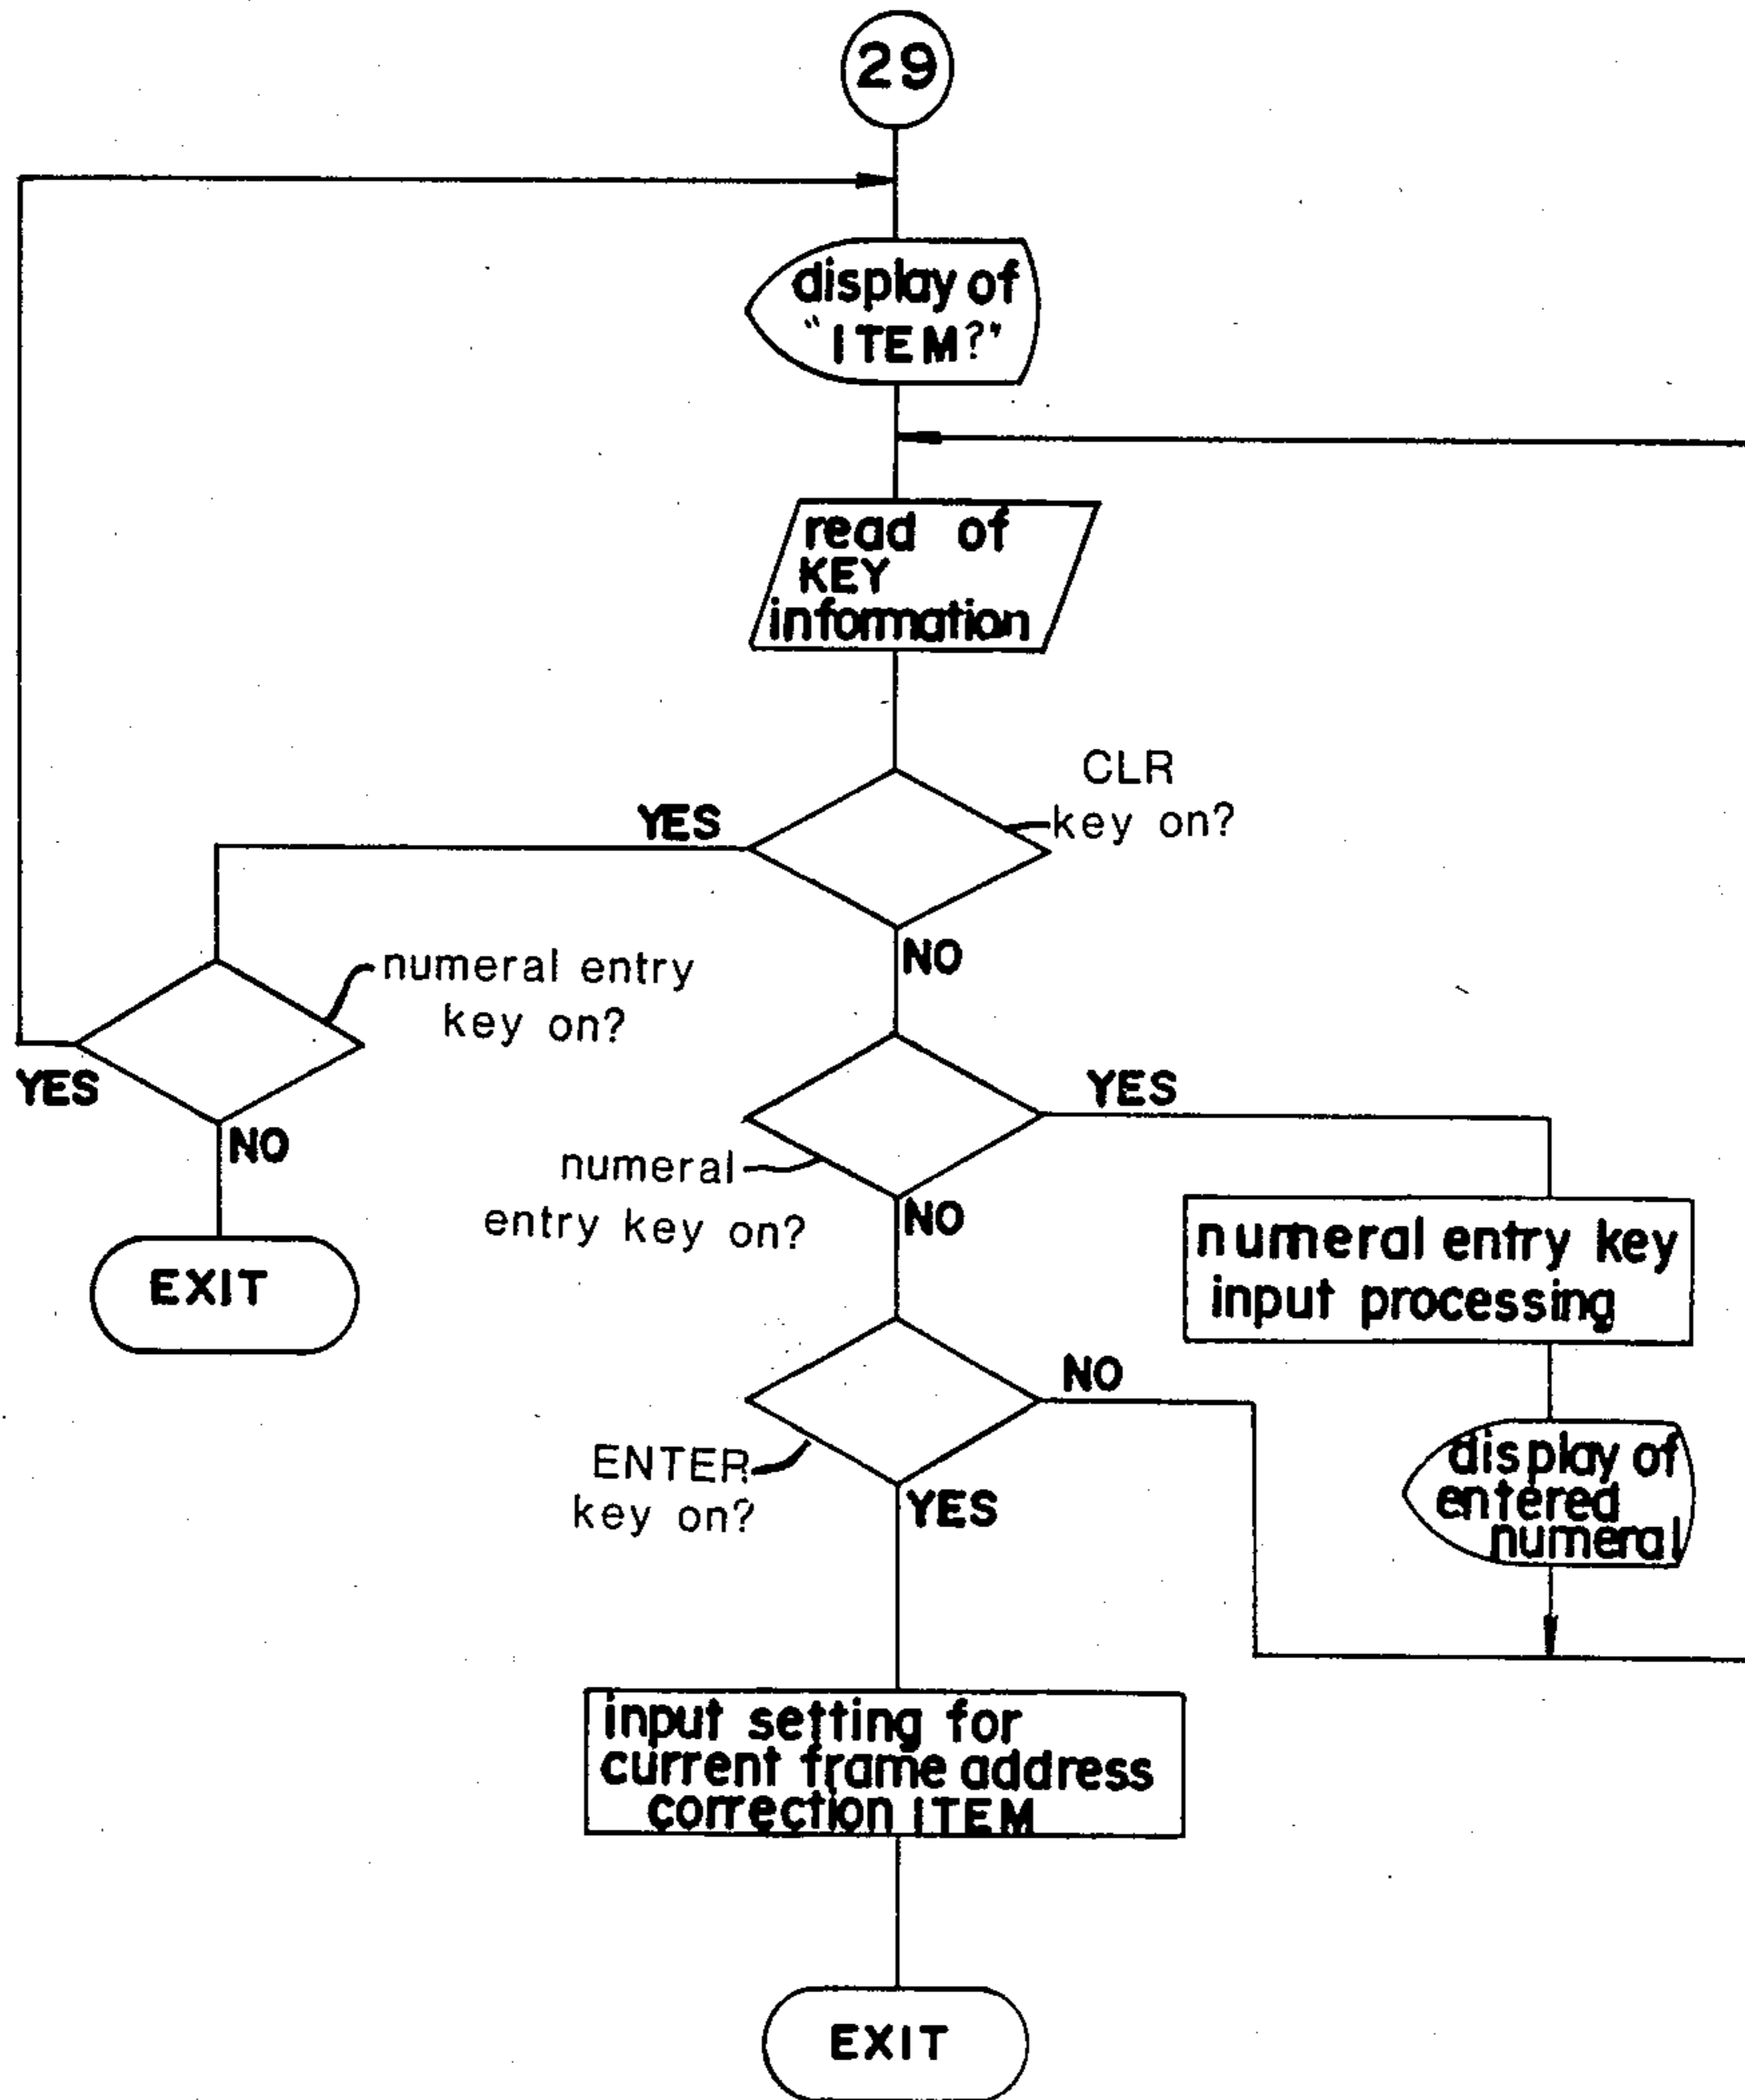 29
display of
"ITEM?"
read of
KEY
information
CLR
key on?
YES
NO
numeral entry
key on?
YES
NO
EXIT
numeral
entry key on?
YES
NO
numeral entry key
input processing
display of
entered
numeral
ENTER
key on?
NO
YES
input setting for
current frame address
correction ITEM
EXIT